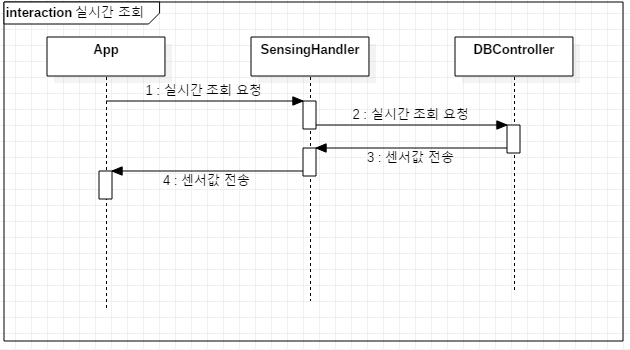 interaction 실시간 조회
App
SensingHandler
DBController
1 : 실시간 조회 요청
2 : 실시간 조회 요청
3 : 센서값 전송
4 : 센서값 전송